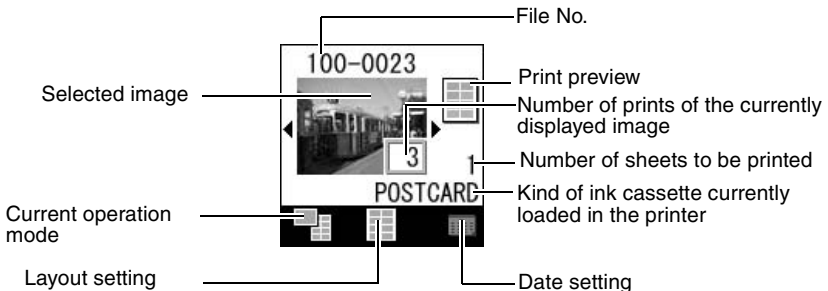 File No.
100-0023
Selected image
Print preview
Number of prints of the currently
displayed image
3
1
Number of sheets to be printed
POSTCARD
Kind of ink cassette currently
loaded in the printer
Current operation
mode
Layout setting
Date setting